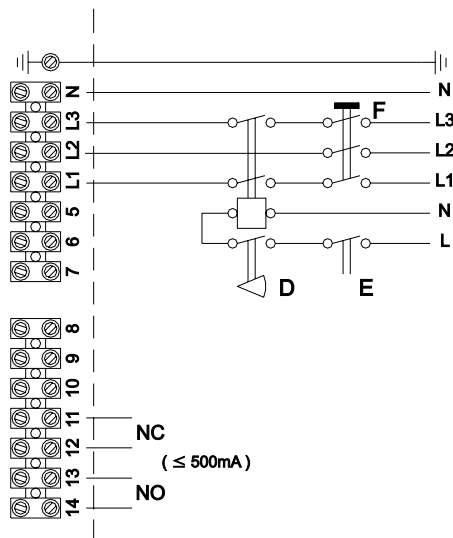 N N
L3 F L3
L2 L2
L1 L1
5 N
6 L
7 D E
8
9
10
11
NC
12 ( ≤ 500mA )
13
NO
14